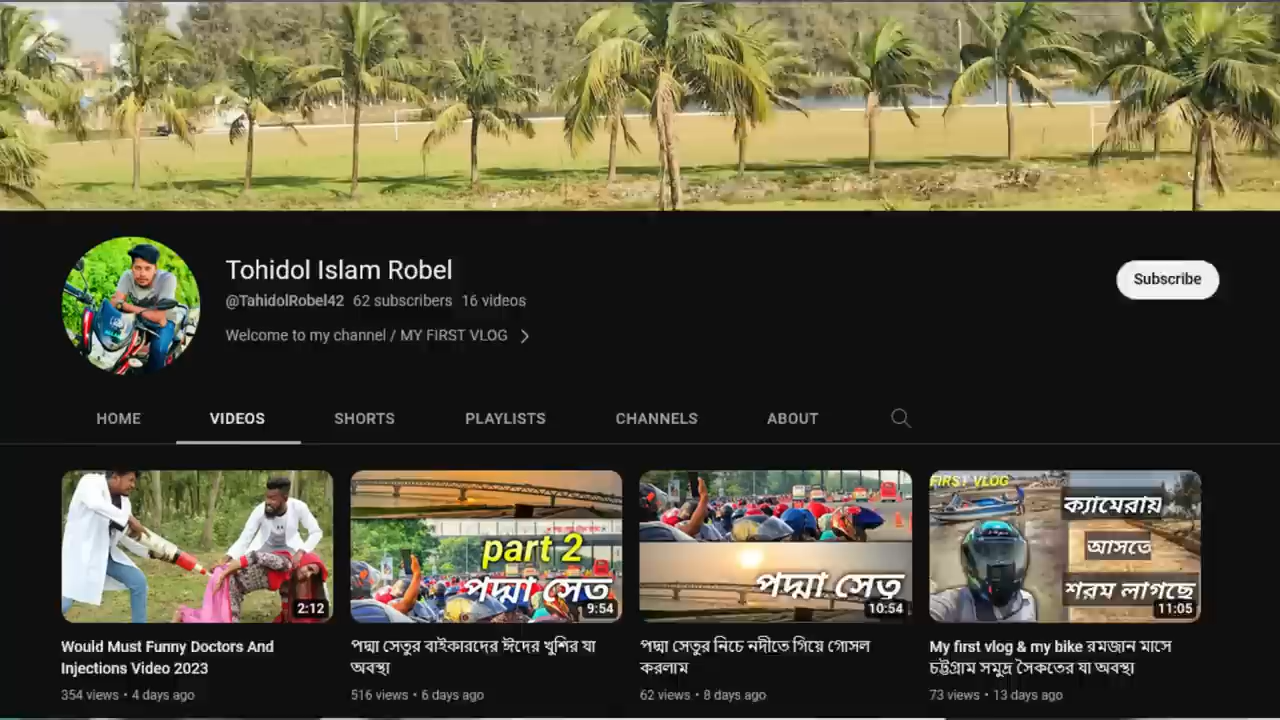 Tohidol Islam Robel
@TahidolRobel42 62 subscribers 16 videos
Welcome to my channel / MY FIRST VLOG
Subscribe
HOME VIDEOS SHORTS PLAYLISTS CHANNELS ABOUT
part 2
পদ্মা সেতু
2:12
9:54
পদ্মা সেতু
10:54
FIRST VLOG
ক্যামেরায়
আসতে
শরম লাগছে
11:05
Would Must Funny Doctors And
Injections Video 2023
354 views • 4 days ago
পদ্মা সেতুর বাইকারদের ঈদের খুশির যা
অবস্থা
516 views • 6 days ago
পদ্মা সেতুর নিচে নদীতে গিয়ে গোসল
করলাম
62 views • 8 days ago
My first vlog & my bike রমজান মাসে
চট্টগ্রাম সমুদ্র সৈকতের যা অবস্থা
73 views • 13 days ago